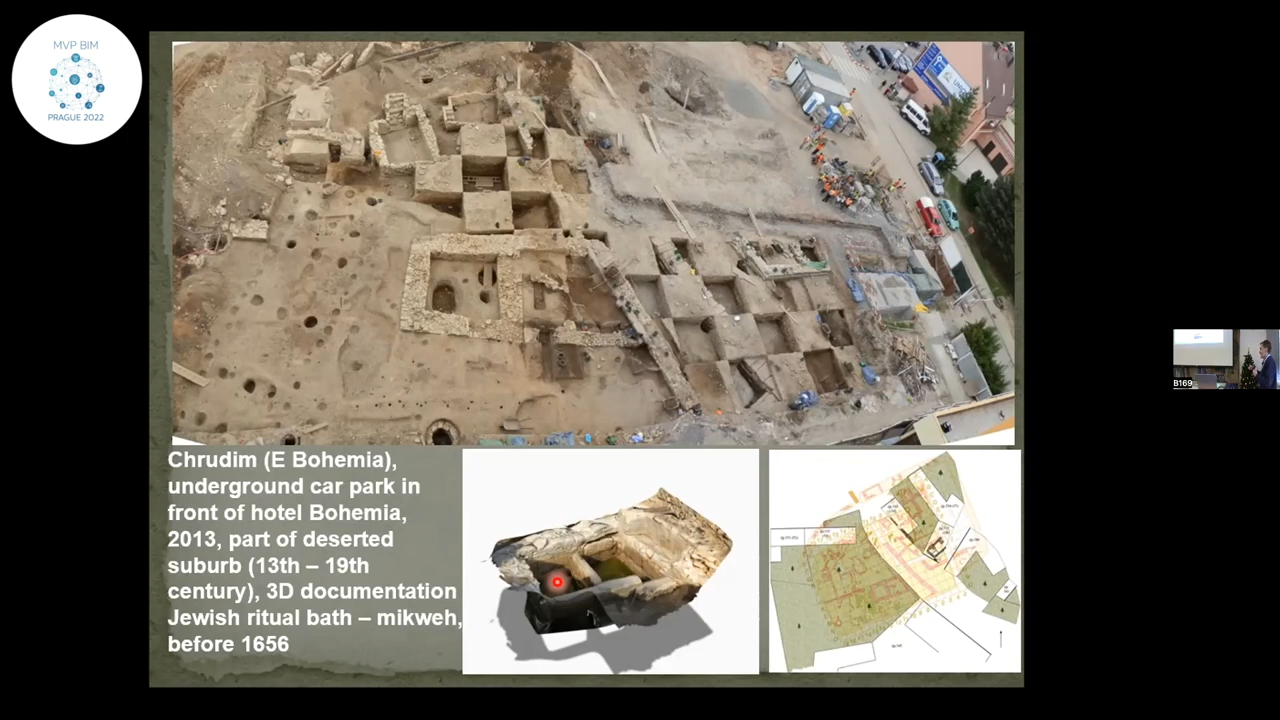 MVP BIM
PRAGUE 2022
Chrudim (E Bohemia),
underground car park in
front of hotel Bohemia,
2013, part of deserted
suburb (13th – 19th
century), 3D documentation
Jewish ritual bath – mikweh,
before 1656
B169